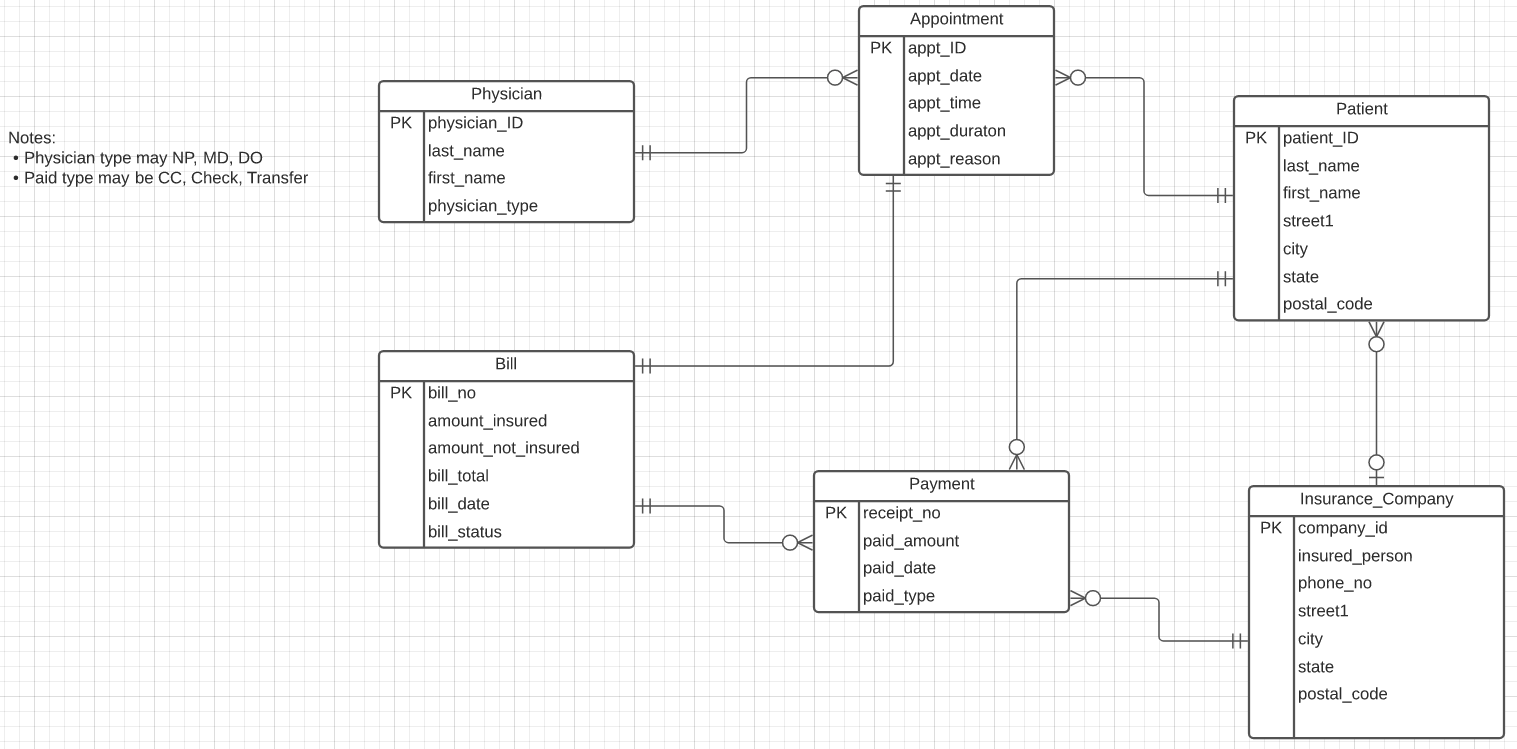 Notes:
• Physician type may NP, MD, DO
• Paid type may be CC, Check, Transfer
Physician
PK physician_ID
last_name
first_name
physician_type
Appointment
PK appt_ID
appt_date
appt_time
appt_duraton
appt_reason
Patient
PK patient_ID
last_name
first_name
street1
city
state
postal_code
Bill
PK bill_no
amount_insured
amount_not_insured
bill_total
bill_date
bill_status
Payment
PK receipt_no
paid_amount
paid_date
paid_type
Insurance_Company
PK company_id
insured_person
phone_no
street1
city
state
postal_code